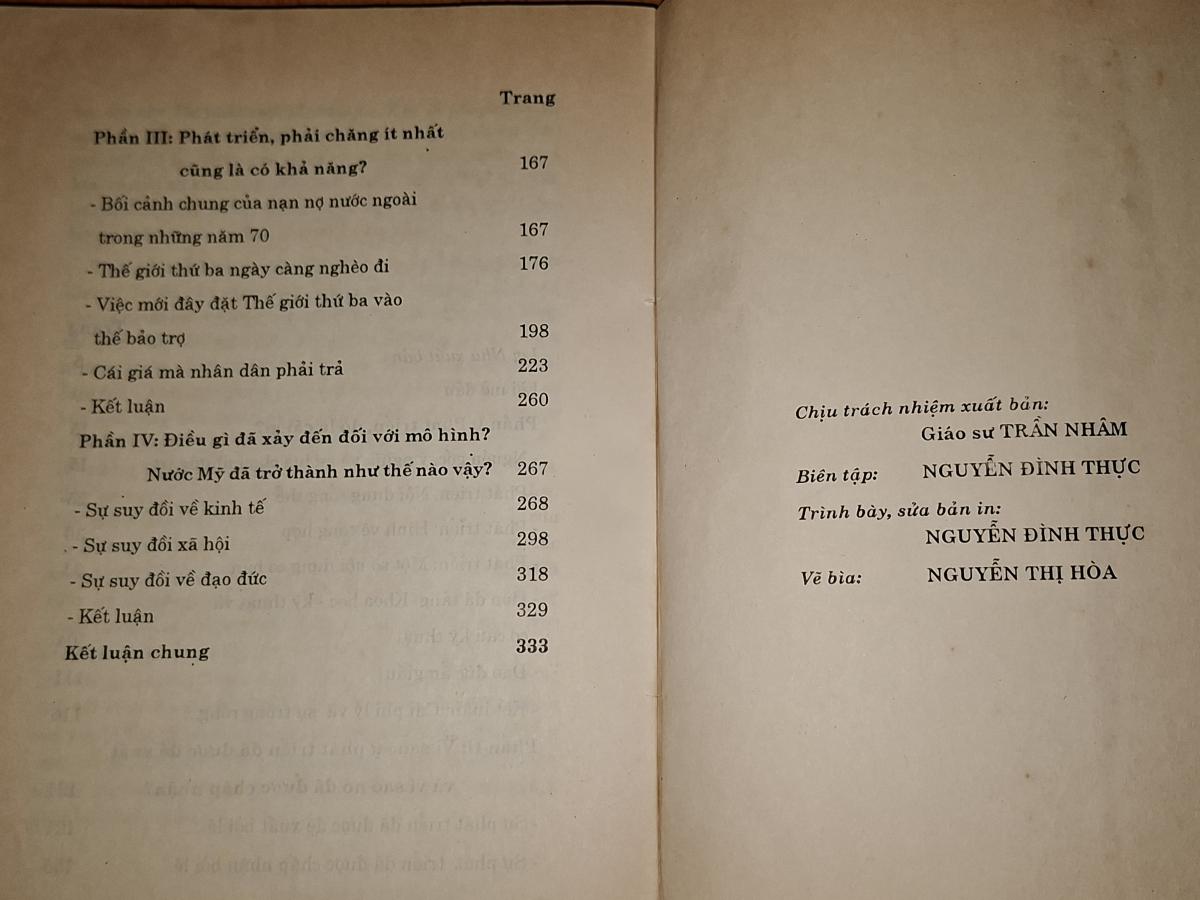 Trang
Phần III: Phát triển, phải chăng ít nhất
cũng là có khả năng? 167
- Bối cảnh chung của nạn nợ nước ngoài
trong những năm 70 167
- Thế giới thứ ba ngày càng nghèo đi 176
- Việc mới đây đặt Thế giới thứ ba vào
thế bảo trợ 198
- Cái giá mà nhân dân phải trả 223
- Kết luận 260
Phần IV: Điều gì đã xảy đến đối với mô hình?
Nước Mỹ đã trở thành như thế nào vậy? 267
- Sự suy đồi về kinh tế 268
- Sự suy đồi xã hội 298
- Sự suy đồi về đạo đức 318
- Kết luận 329
Kết luận chung 333
Chịu trách nhiệm xuất bản:
Giáo sư TRẦN NHÂM
Biên tập: NGUYỄN ĐÌNH THỰC
Trình bày, sửa bản in:
NGUYỄN ĐÌNH THỰC
Vẽ bìa: NGUYỄN THỊ HÒA